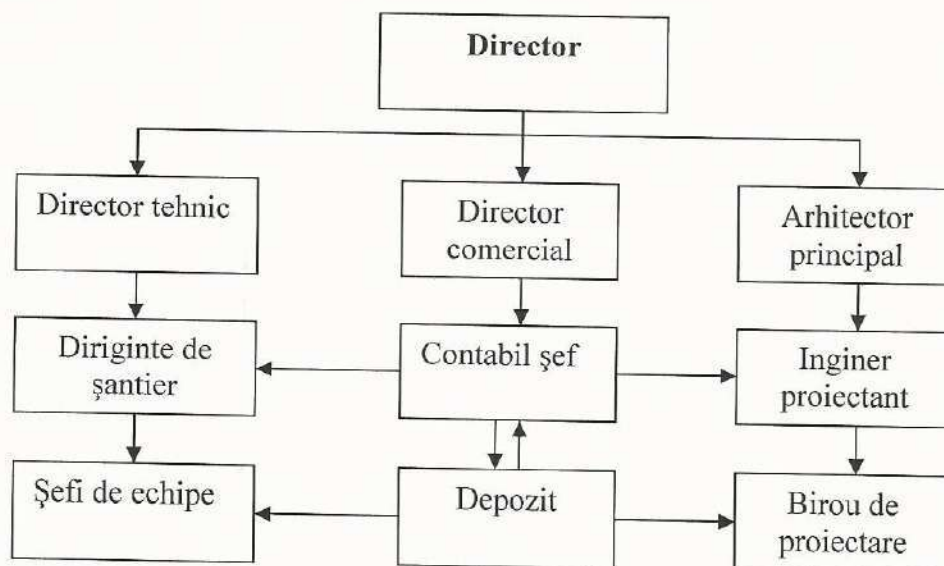 Director
Director tehnic
Director
comercial
Arhitector
principal
Diriginte de
şantier
Contabil şef
Inginer
proiectant
Şefi de echipe
Depozit
Birou de
proiectare